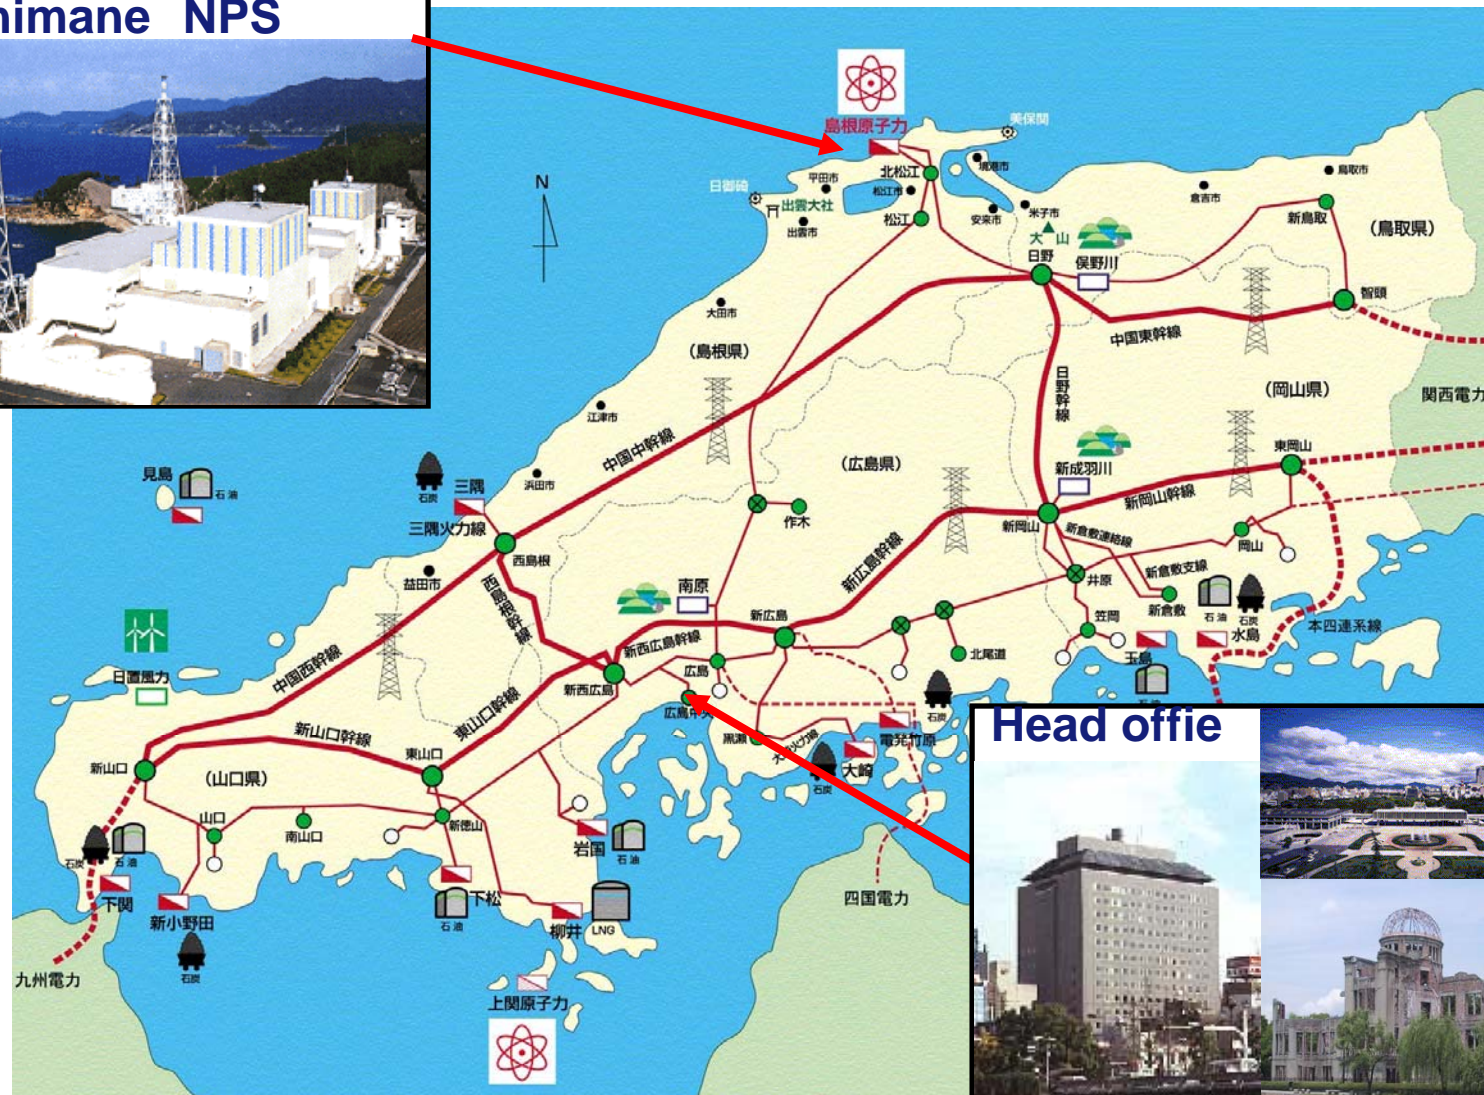 himane NPS
島根原子力
美保関
境港市
北松江
平田市
松江市
日御碕
出雲大社
出雲市
松江
安来市
米子市
大山
倉吉市
鳥取市
新鳥取
(鳥取県)
日野
俣野川
智頭
大田市
中国東幹線
(島根県)
日野幹線
(岡山県)
関西電力
江津市
中国中幹線
東岡山
(広島県)
新成羽川
新岡山幹線
見島
石油
石炭
三隅
浜田市
三隅火力線
作木
新岡山
新倉敷連絡線
岡山
西島根
益田市
西島根幹線
新広島幹線
井原
新倉敷支線
新倉敷
石油
石炭
南原
新広島
笠岡
玉島
水島
本四連系線
石油
新西広島幹線
北尾道
広島
日置風力
中国西幹線
新西広島
広島中央
石炭
東山口幹線
新山口幹線
黒瀬
電発竹原
大崎
石炭
新山口
(山口県)
東山口
山口
南山口
新徳山
岩国
石油
石炭
石油
下関
新小野田
石炭
下松
石油
柳井
LNG
四国電力
九州電力
上関原子力
Head offie
N